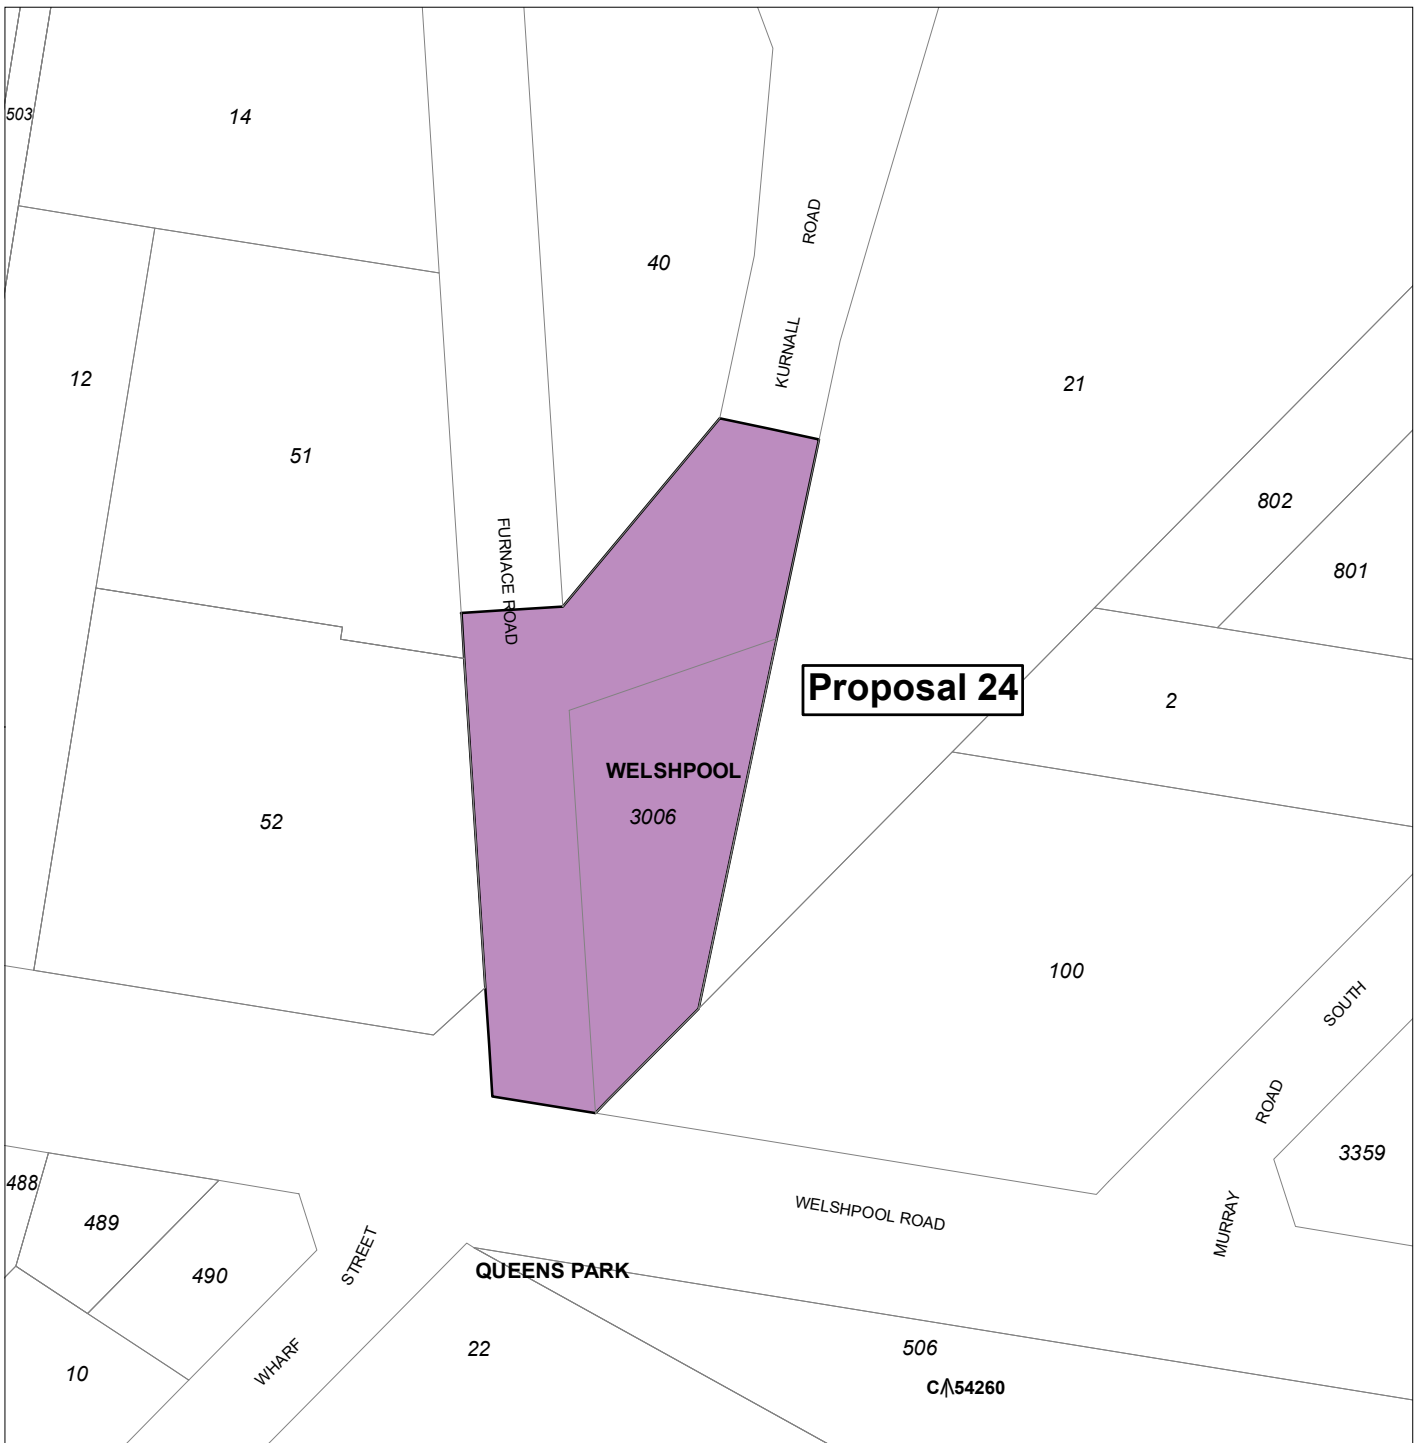 503
14
ROAD
40
KURNALL
12
21
51
802
FURNACE ROAD
801
Proposal 24
2
WELSHPOOL
3006
52
100
SOUTH
ROAD
3359
488
489
WELSHPOOL ROAD
MURRAY
STREET
QUEENS PARK
490
WHARF
22
506
10
C 54260